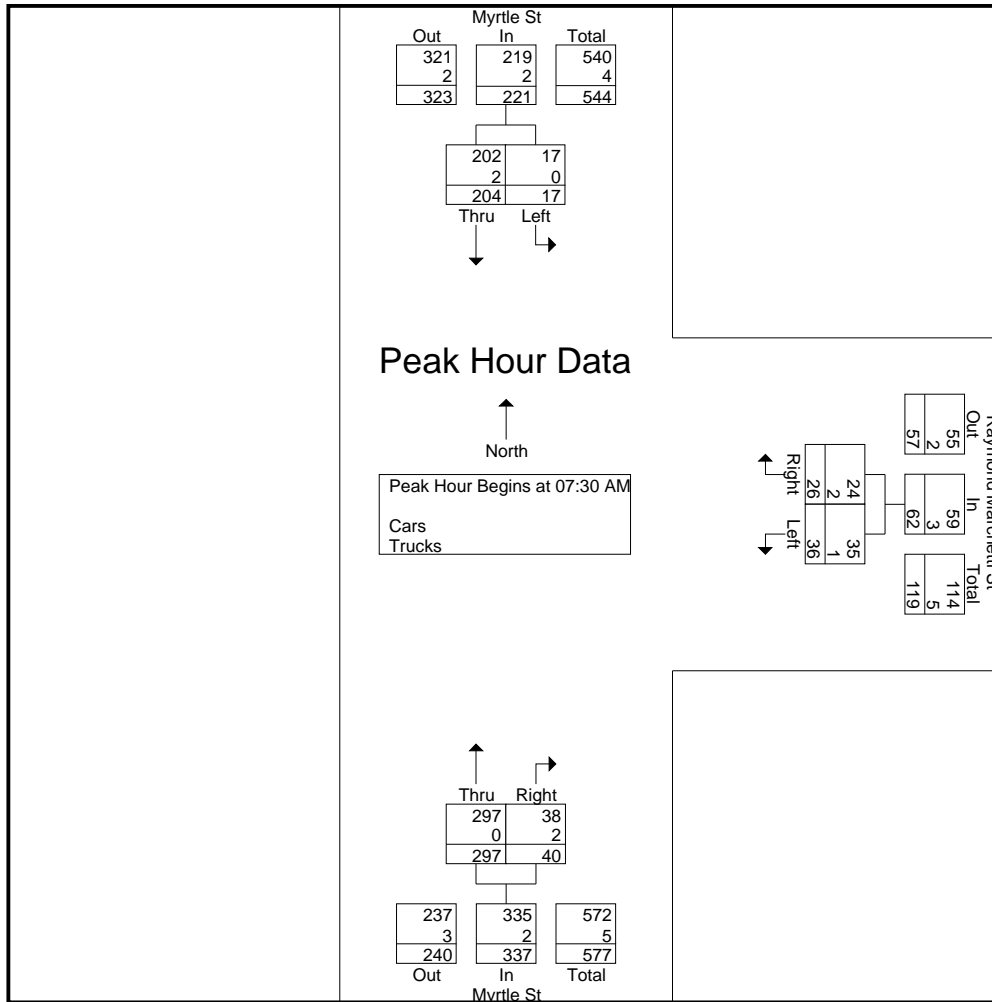 Myrtle St
Out In Total
321 219 540
2 2 4
323 221 544
202 17
2 0
204 17
Thru Left
Peak Hour Data
North
Peak Hour Begins at 07:30 AM
Cars
Trucks
Raymond Marchetti St
Out In Total
55 59 114
2 3 5
57 62 119
24 35
2 1
26 36
Right Left
Thru Right
297 38
0 2
297 40
237 335 572
3 2 5
240 337 577
Out In Total
Myrtle St